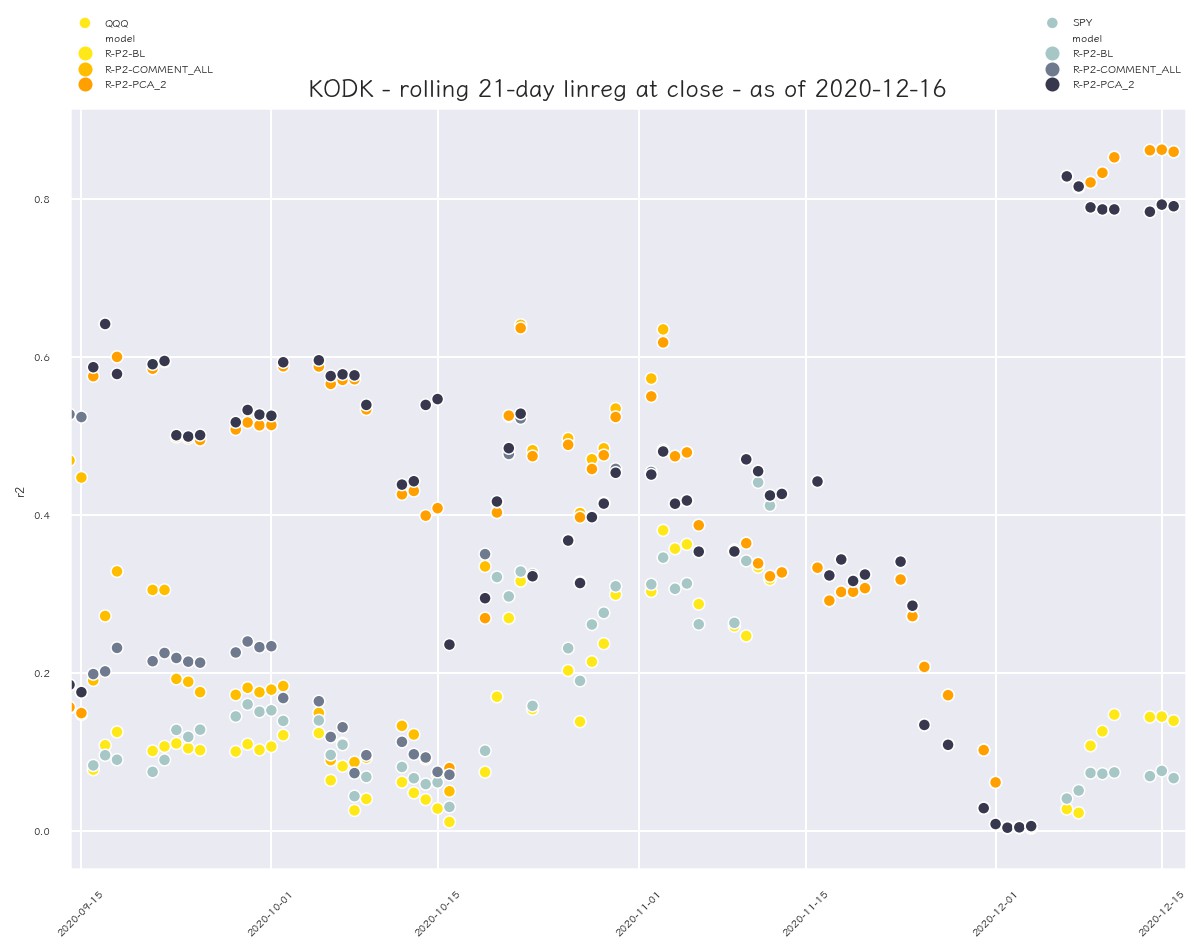 QQQ
model
R-P2-BL
R-P2-COMMENT_ALL
R-P2-PCA_2
SPY
model
R-P2-BL
R-P2-COMMENT_ALL
R-P2-PCA_2
KODK - rolling 21-day linreg at close - as of 2020-12-16
r2
0.8
0.6
0.4
0.2
0.0
2020-09-15
2020-10-01
2020-10-15
2020-11-01
2020-11-15
2020-12-01
2020-12-15